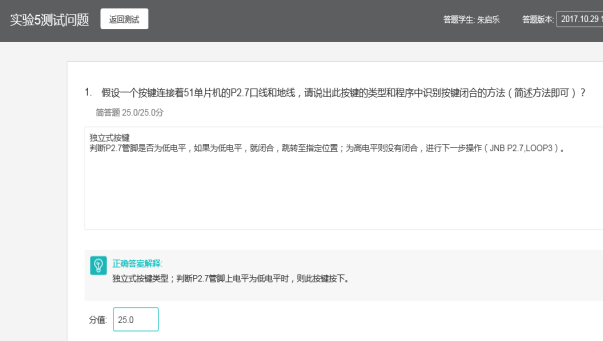 实验5测试问题 返回测试 答题学生: 朱启乐 答题版本: 2017.10.29 1
1. 假设一个按键连接着51单片机的P2.7口线和地线，请说出此按键的类型和程序中识别按键闭合的方法（简述方法即可）？
简答题 25.0/25.0分
独立式按键
判断P2.7管脚是否为低电平，如果为低电平，就闭合，跳转至指定位置；为高电平则没有闭合，进行下一步操作（JNB P2.7,LOOP3）。
正确答案解释:
独立式按键类型；判断P2.7管脚上电平为低电平时，则此键按下。
分值: 25.0